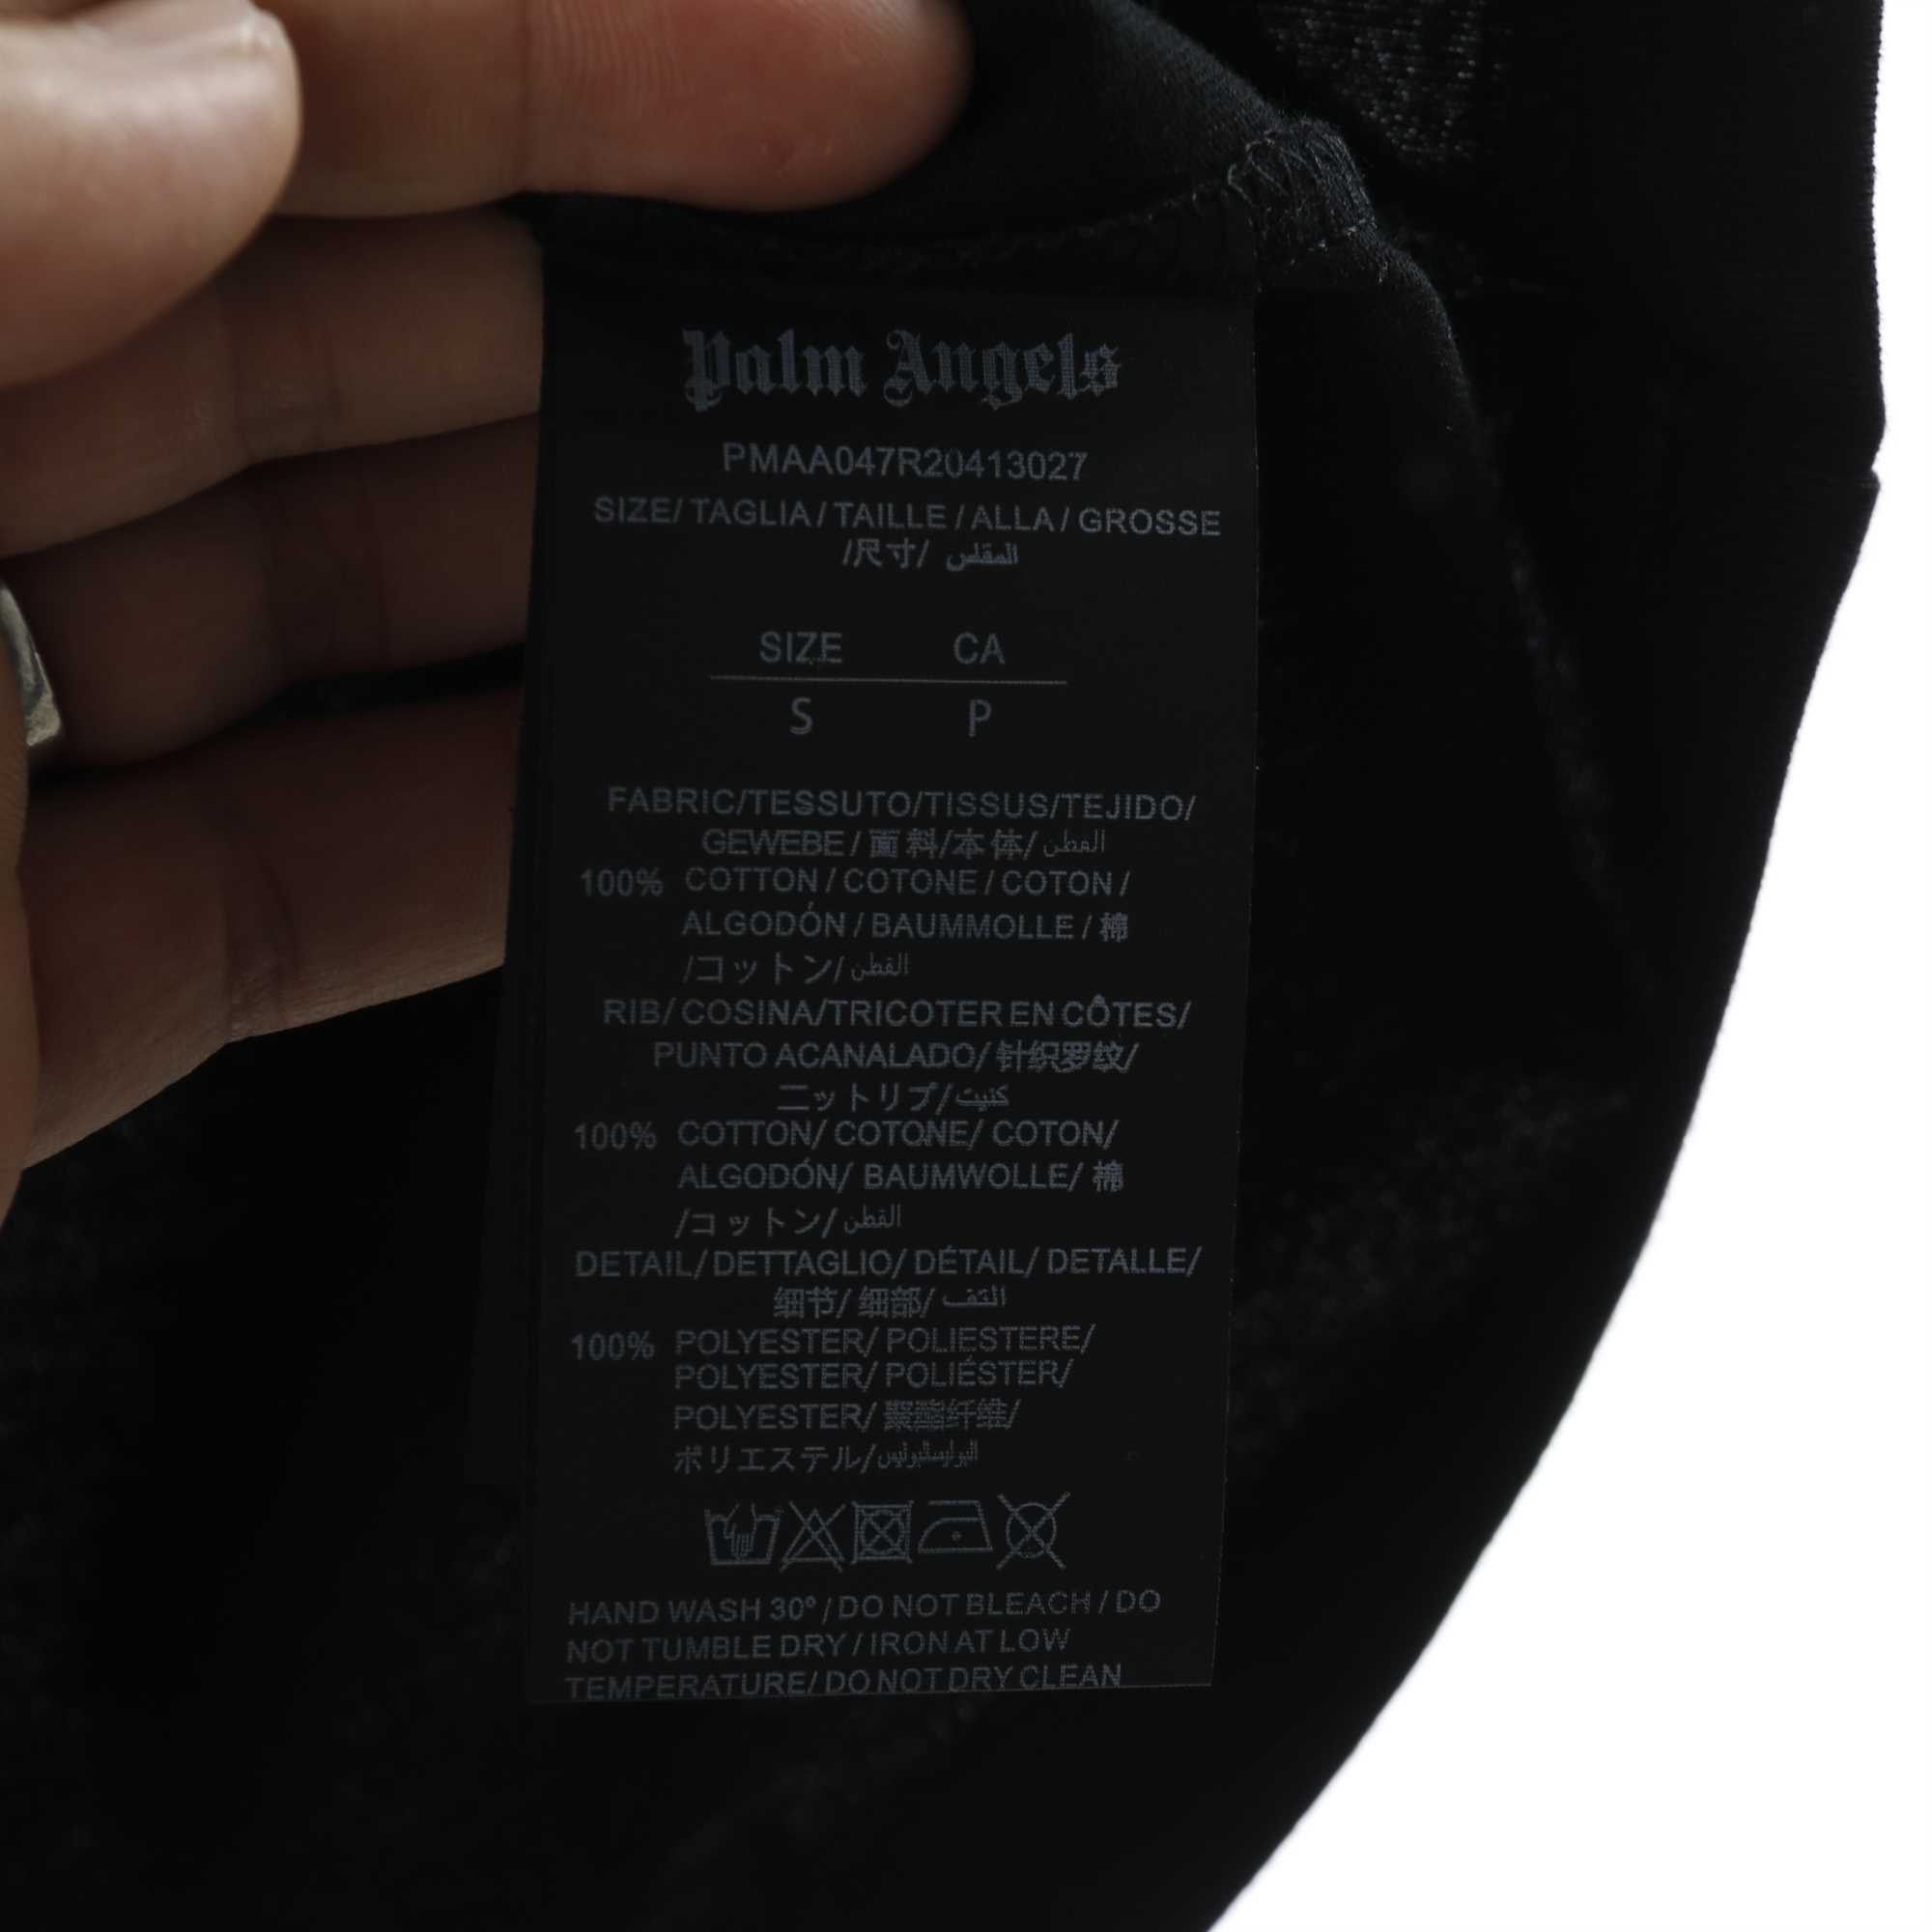 Palm Angels
PMAA047R20413027
SIZE/ TAGLIA / TAILLE / ALLA / GROSSE
/尺寸/ المقلس
SIZE CA
S P
FABRIC/TESSUTO/TISSUS/TEJIDO/
GEWEBE / 面料/本体/ القطن
100% COTTON / COTONE / COTON /
ALGODÓN / BAUMMOLLE / 棉
/コットン/ القطن
RIB/ COSINA/TRICOTER EN CÔTES/
PUNTO ACANALADO/ 针织罗纹/
ニットリブ/ كنيت
100% COTTON/ COTONE/ COTON/
ALGODÓN/ BAUMWOLLE/ 棉
/コットン/ القطن
DETAIL/ DETTAGLIO/ DÉTAIL/ DETALLE/
细节/ 细部/
100% POLYESTER/ POLIESTERE/
POLYESTER/ POLIÉSTER/
POLYESTER/ 聚酯纤维/
ポリエステル/
HAND WASH 30° / DO NOT BLEACH / DO
NOT TUMBLE DRY / IRON AT LOW
TEMPERATURE/ DO NOT DRY CLEAN